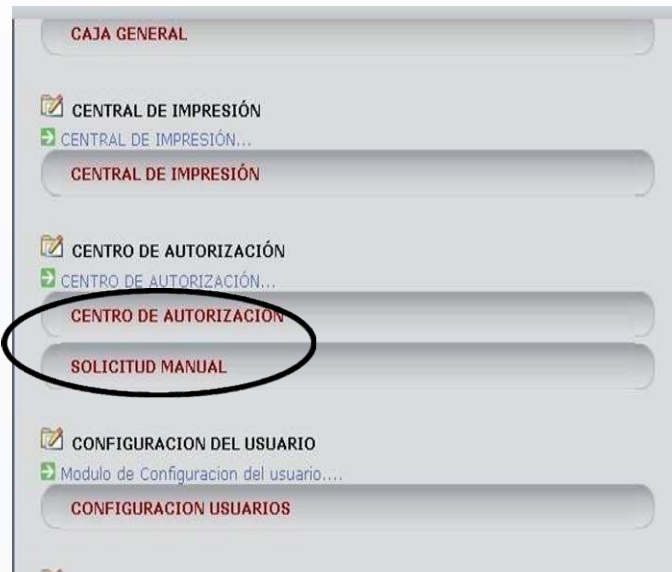 CAJA GENERAL
CENTRAL DE IMPRESIÓN
CENTRAL DE IMPRESIÓN...
CENTRAL DE IMPRESIÓN
CENTRO DE AUTORIZACIÓN
CENTRO DE AUTORIZACIÓN...
CENTRO DE AUTORIZACIÓN
SOLICITUD MANUAL
CONFIGURACION DEL USUARIO
Modulo de Configuracion del usuario....
CONFIGURACION USUARIOS